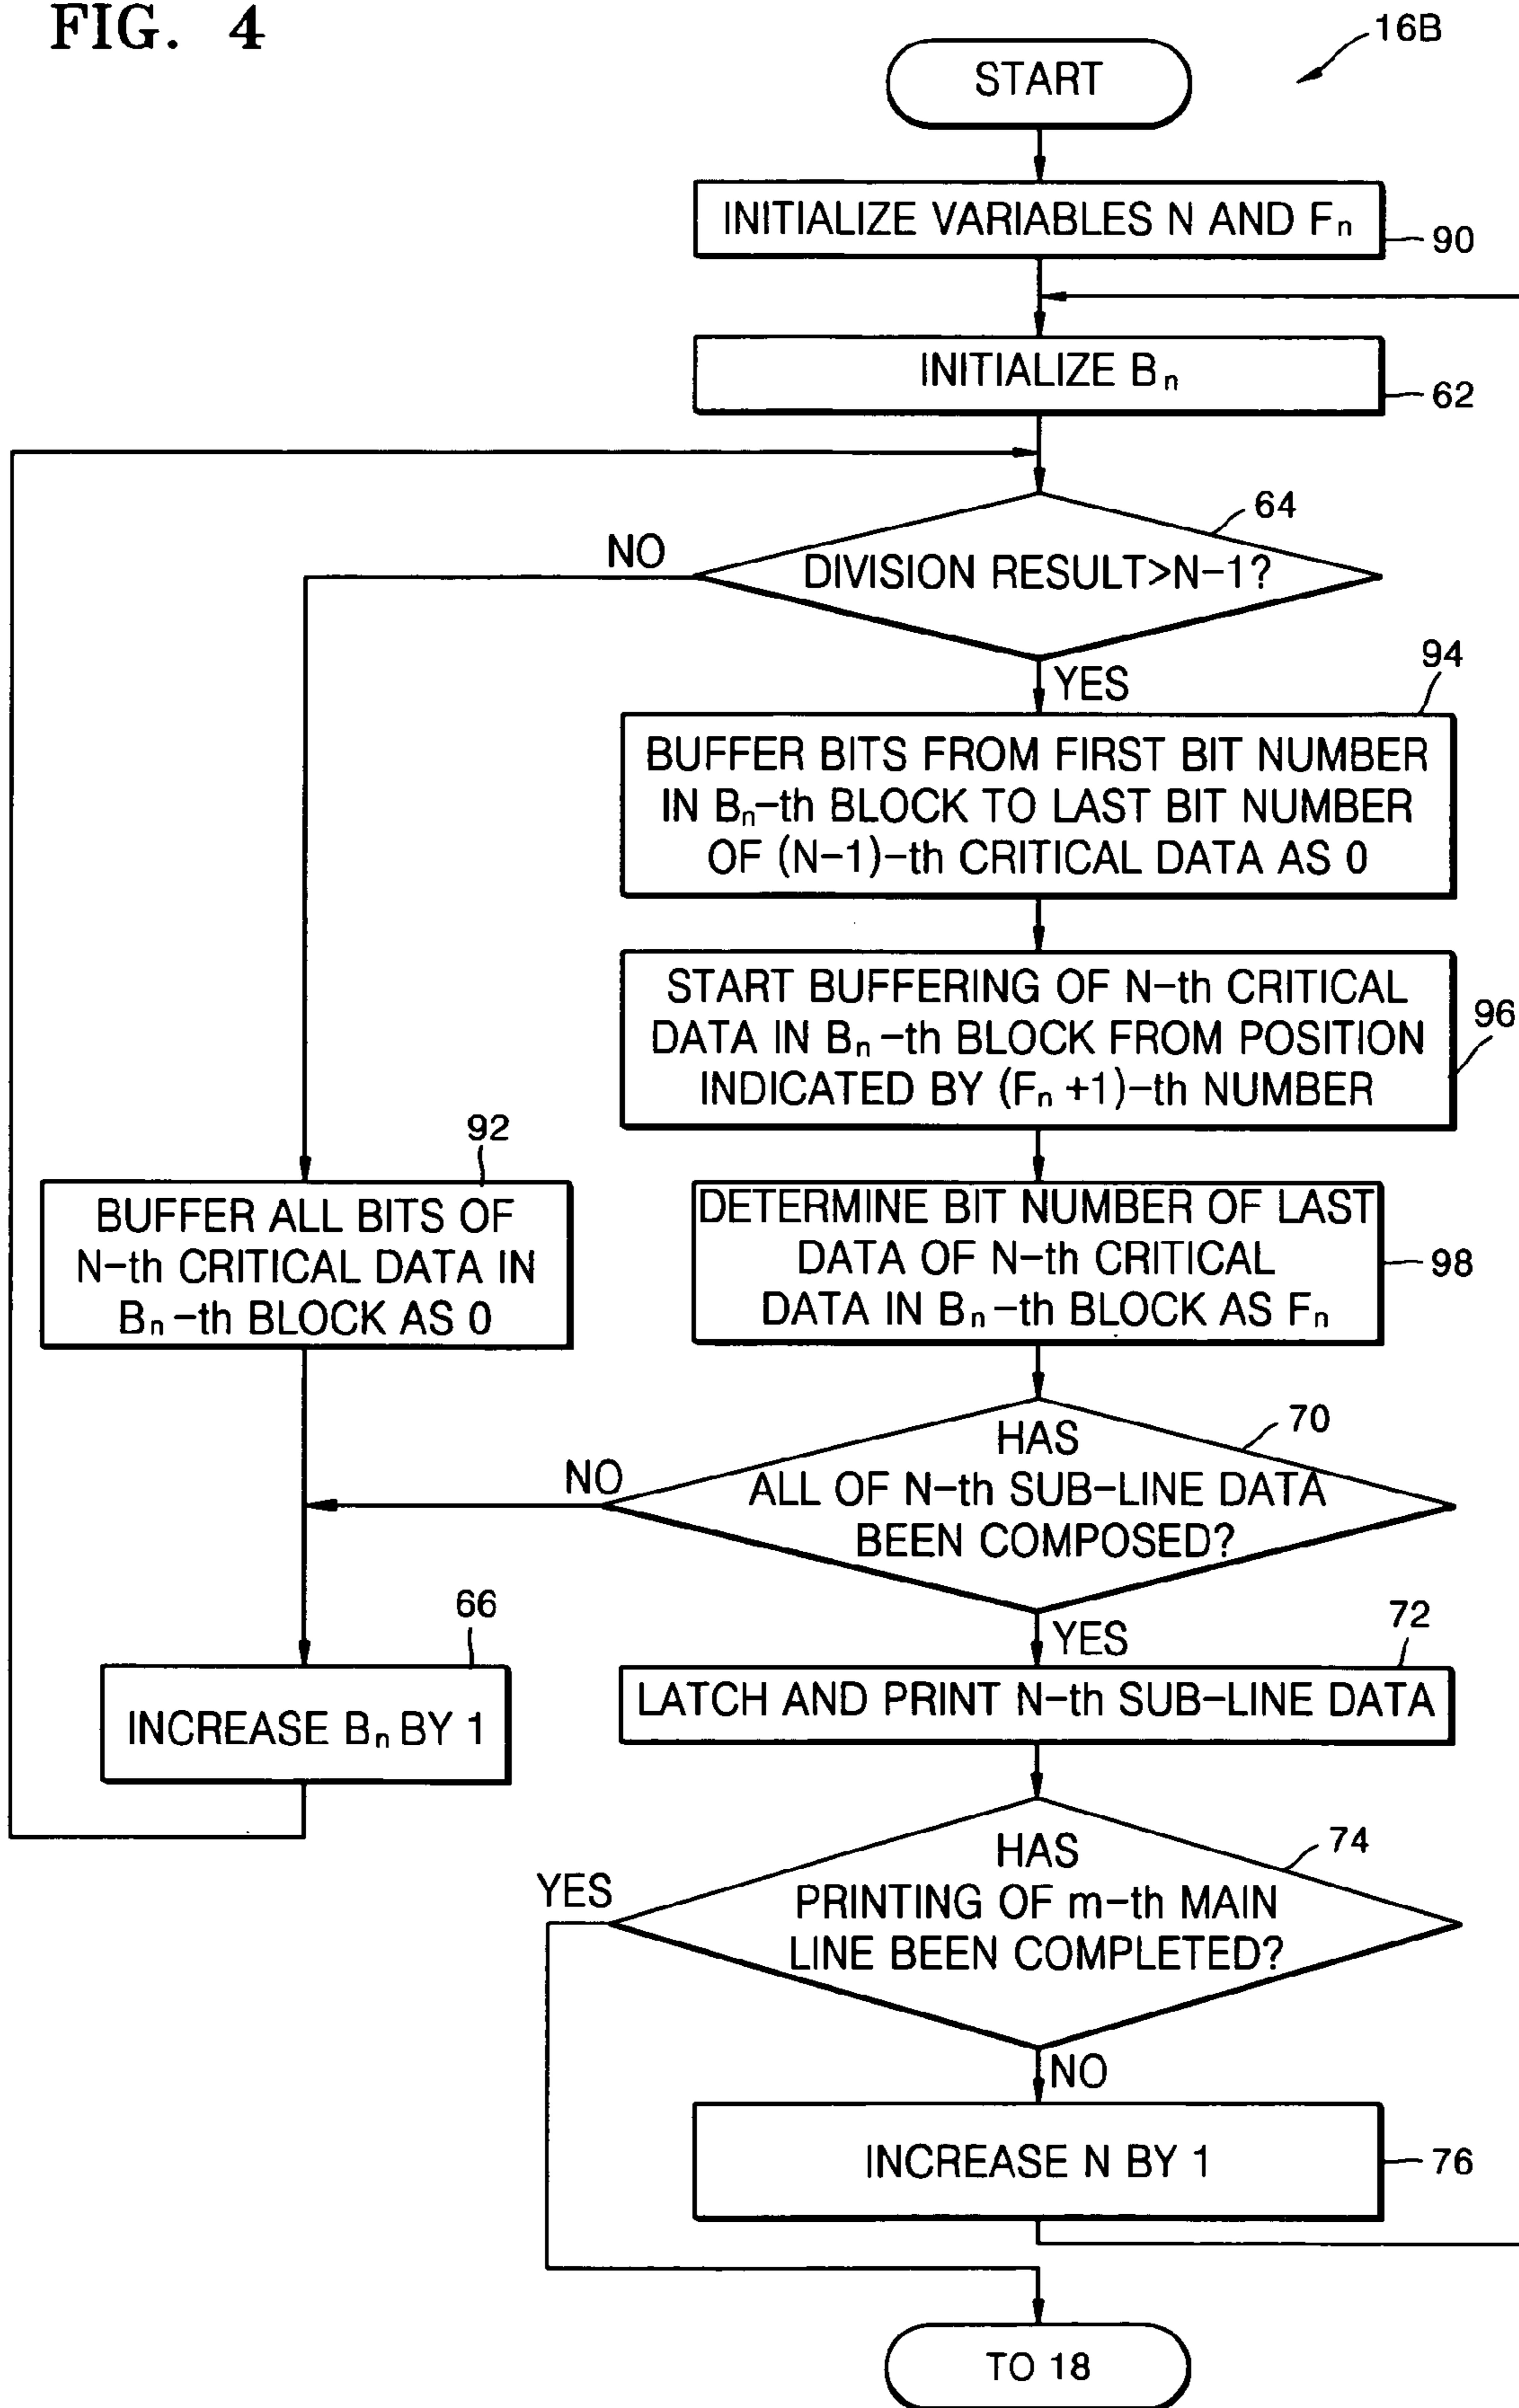 FIG. 4
16B
START
INITIALIZE VARIABLES N AND Fn
90
INITIALIZE Bn
62
64
NO
DIVISION RESULT>N-1?
YES
94
BUFFER BITS FROM FIRST BIT NUMBER
IN Bn-th BLOCK TO LAST BIT NUMBER
OF (N-1)-th CRITICAL DATA AS 0
START BUFFERING OF N-th CRITICAL
DATA IN Bn-th BLOCK FROM POSITION
INDICATED BY (Fn+1)-th NUMBER
96
92
BUFFER ALL BITS OF
N-th CRITICAL DATA IN
Bn-th BLOCK AS 0
DETERMINE BIT NUMBER OF LAST
DATA OF N-th CRITICAL
DATA IN Bn-th BLOCK AS Fn
98
70
NO
HAS
ALL OF N-th SUB-LINE DATA
BEEN COMPOSED?
YES
66
INCREASE Bn BY 1
72
LATCH AND PRINT N-th SUB-LINE DATA
74
YES
HAS
PRINTING OF m-th MAIN
LINE BEEN COMPLETED?
NO
INCREASE N BY 1
76
TO 18